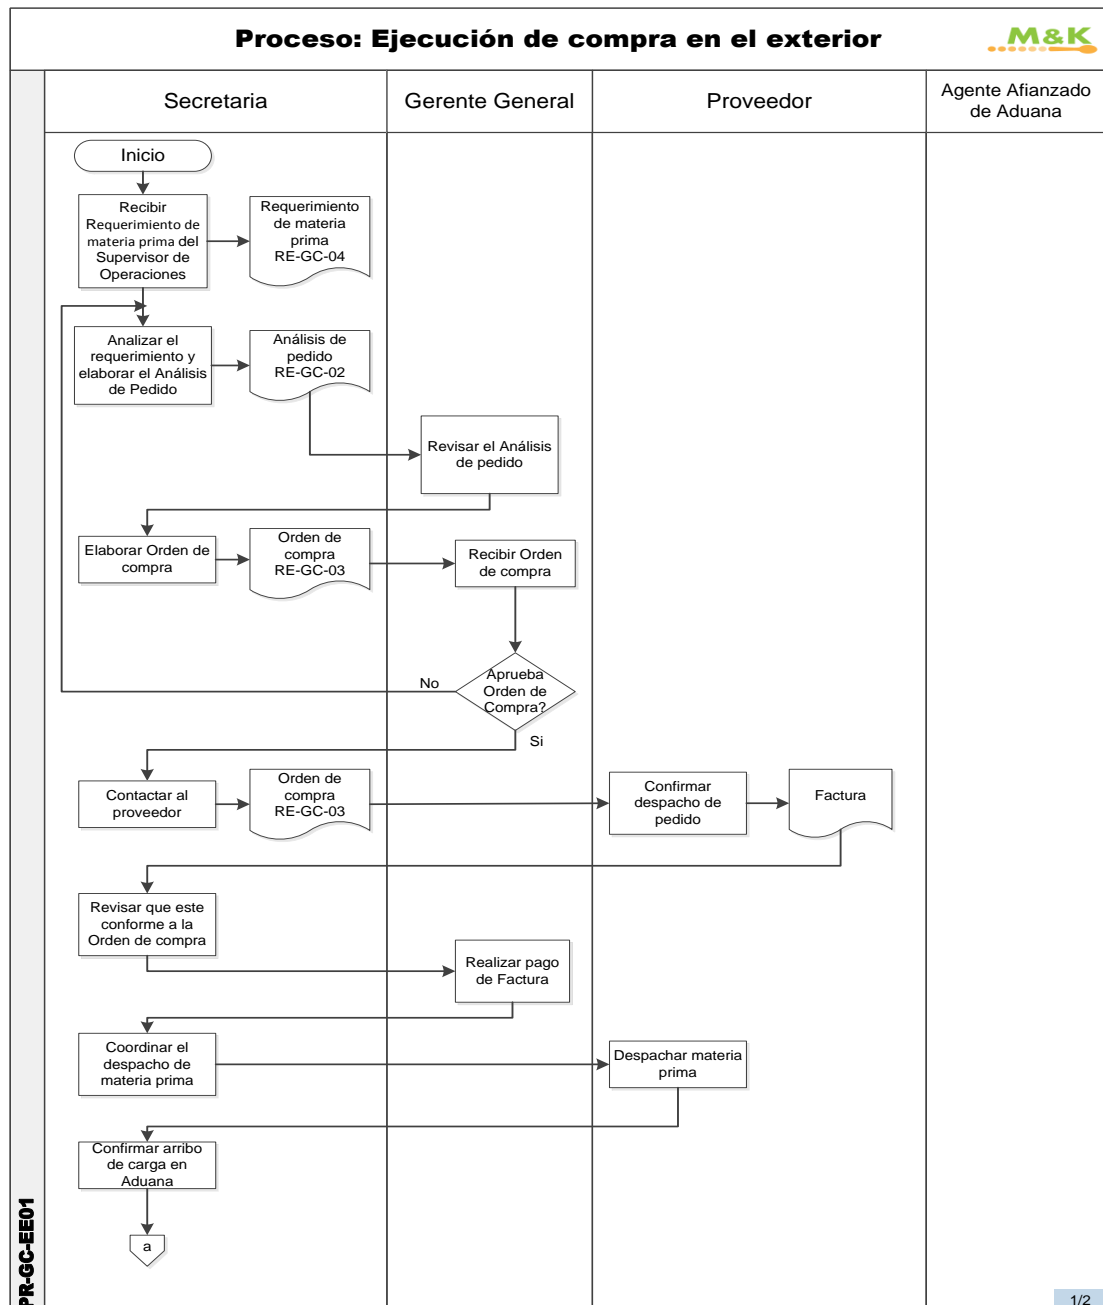 Proceso: Ejecución de compra en el exterior
M&K
Secretaria
Gerente General
Proveedor
Agente Afianzado
de Aduana
Inicio
Recibir
Requerimiento de
materia prima del
Supervisor de
Operaciones
Requerimiento
de materia
prima
RE-GC-04
Analizar el
requerimiento y
elaborar el Análisis
de Pedido
Análisis de
pedido
RE-GC-02
Revisar el Análisis
de pedido
Elaborar Orden de
compra
Orden de
compra
RE-GC-03
Recibir Orden
de compra
Aprueba
Orden de
Compra?
No
Si
Contactar al
proveedor
Orden de
compra
RE-GC-03
Confirmar
despacho de
pedido
Factura
Revisar que este
conforme a la
Orden de compra
Realizar pago
de Factura
Coordinar el
despacho de
materia prima
Despachar materia
prima
Confirmar arribo
de carga en
Aduana
a
PR-GC-EE01
1/2